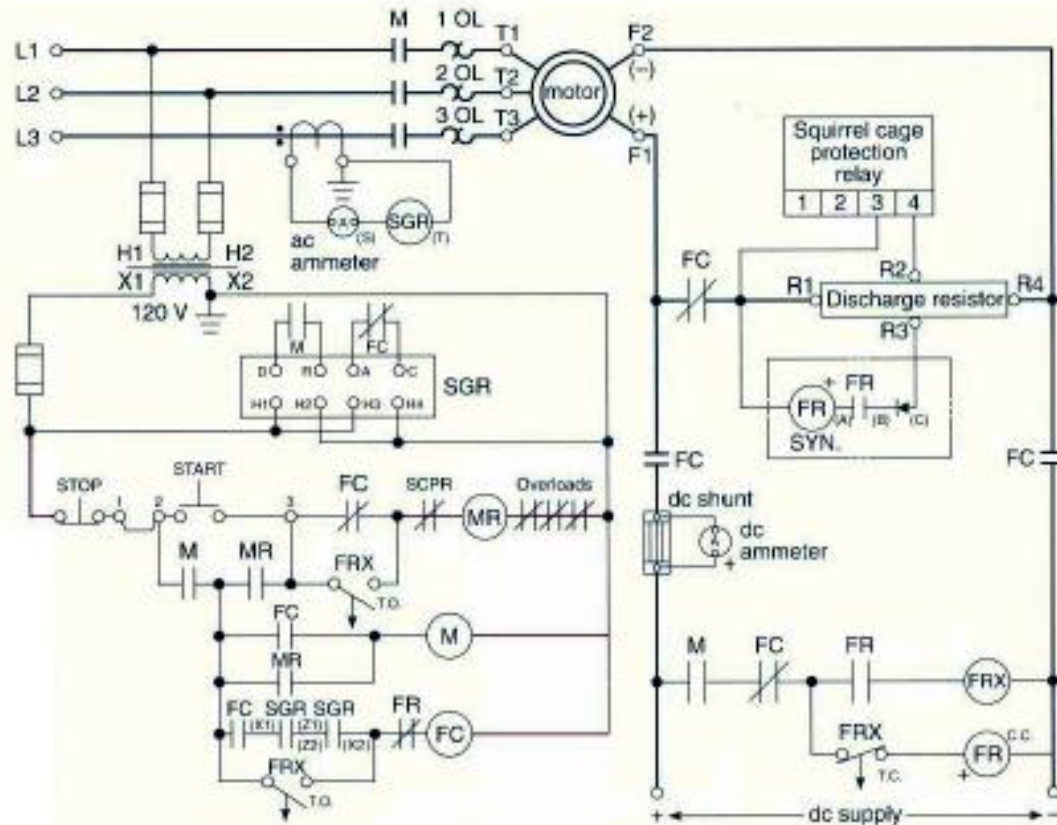 M 1 OL T1 F2
L1 (–)
L2 2 OL T2 motor
L3 3 OL T3 (+)
F1
Squirrel cage
protection
relay
1 2 3 4
A (S) SGR (T)
ac
ammeter
H1 H2
X1 X2
120 V
FC R1 R2 R4
Discharge resistor
R3
M FC
D R A C
SGR
H1 H2 H3 H4
+ FR
FR (A) (B) (C)
SYN.
FC FC
STOP 1 2 START 3 FC SCPR MR Overloads
dc shunt
A dc
ammeter
+
M MR FRX
T.O.
FC
M
MR
M FC FR
FRX
FC SGR SGR FR
(X1) (Z1) (Z2) (X2) FC
FRX
T.O.
FRX C.C.
T.C. + FR
+ dc supply –